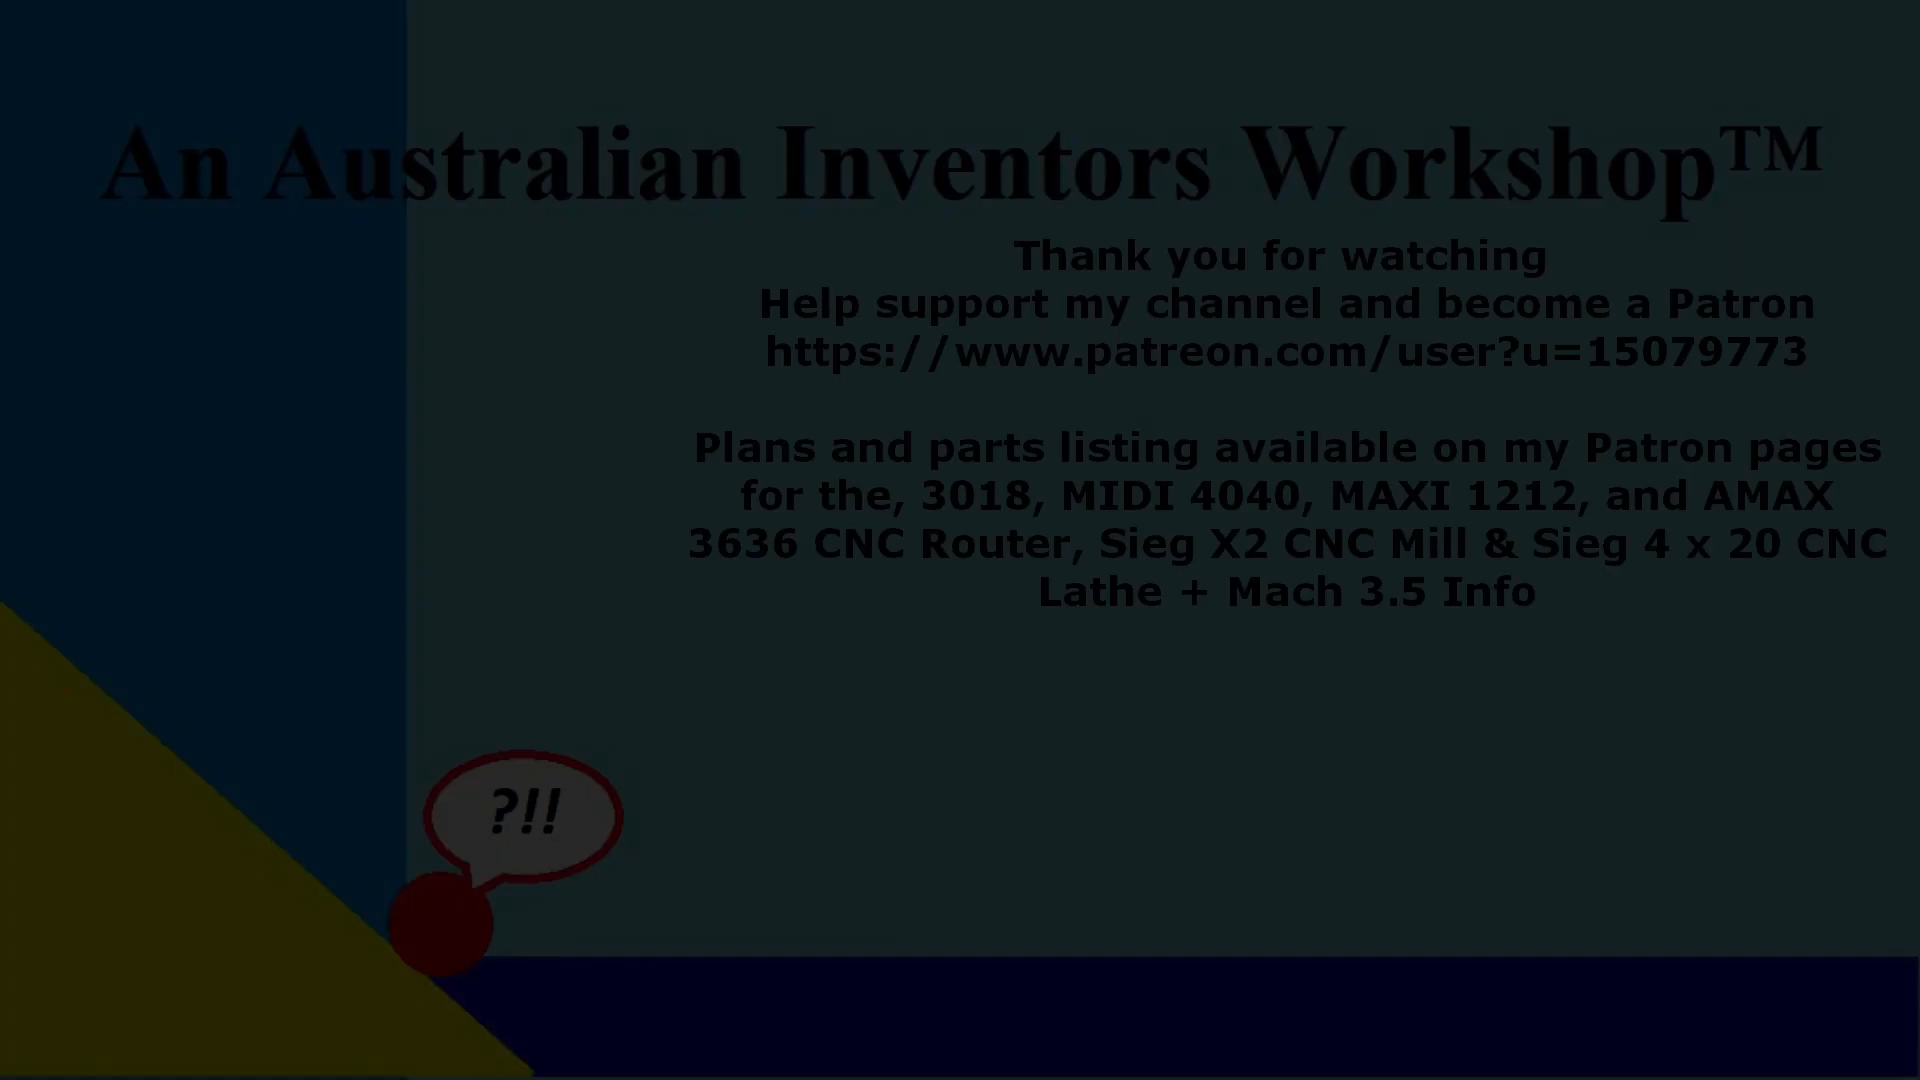 An Australian Inventors Workshop™
Thank you for watching
Help support my channel and become a Patron
https://www.patreon.com/user?u=15079773
Plans and parts listing available on my Patron pages
for the, 3018, MIDI 4040, MAXI 1212, and AMAX
3636 CNC Router, Sieg X2 CNC Mill & Sieg 4 x 20 CNC
Lathe + Mach 3.5 Info
?!!